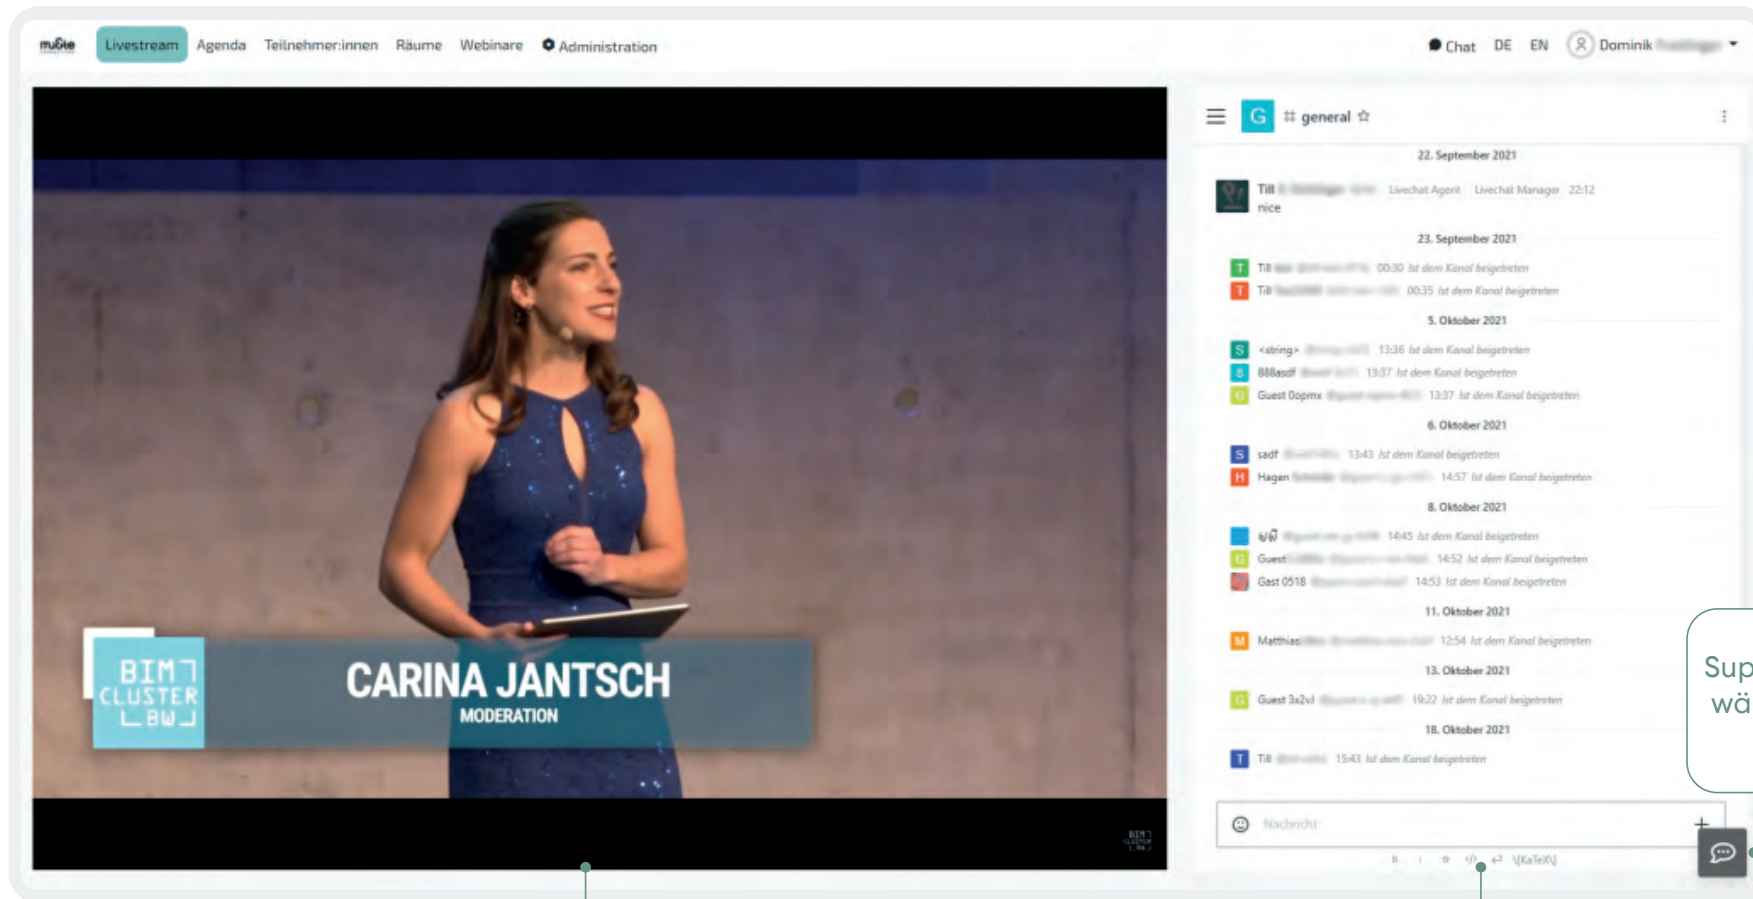 mu&te
Livestream Agenda Teilnehmer:innen Räume Webinare Administration
Chat DE EN Dominik
BIM
CLUSTER
BW
CARINA JANTSCH
MODERATION
BIM
CLUSTER
BW
G # general
22. September 2021
Till Livechat Agent Livechat Manager 22:12
nice
23. September 2021
T Till 00:30 Ist dem Kanal beigetreten
T Till 00:35 Ist dem Kanal beigetreten
5. Oktober 2021
S <string> 13:36 Ist dem Kanal beigetreten
8 888asdf 13:37 Ist dem Kanal beigetreten
G Guest 0opmx 13:37 Ist dem Kanal beigetreten
6. Oktober 2021
S sadf 13:43 Ist dem Kanal beigetreten
H Hagen 14:57 Ist dem Kanal beigetreten
8. Oktober 2021
14:45 Ist dem Kanal beigetreten
G Guest 14:52 Ist dem Kanal beigetreten
Gast 0518 14:53 Ist dem Kanal beigetreten
11. Oktober 2021
M Matthias 12:54 Ist dem Kanal beigetreten
13. Oktober 2021
G Guest 3x2vJ 19:22 Ist dem Kanal beigetreten
18. Oktober 2021
T Till 15:43 Ist dem Kanal beigetreten
Nachricht
B I S </> \[KaTeX\]
Sup
wä